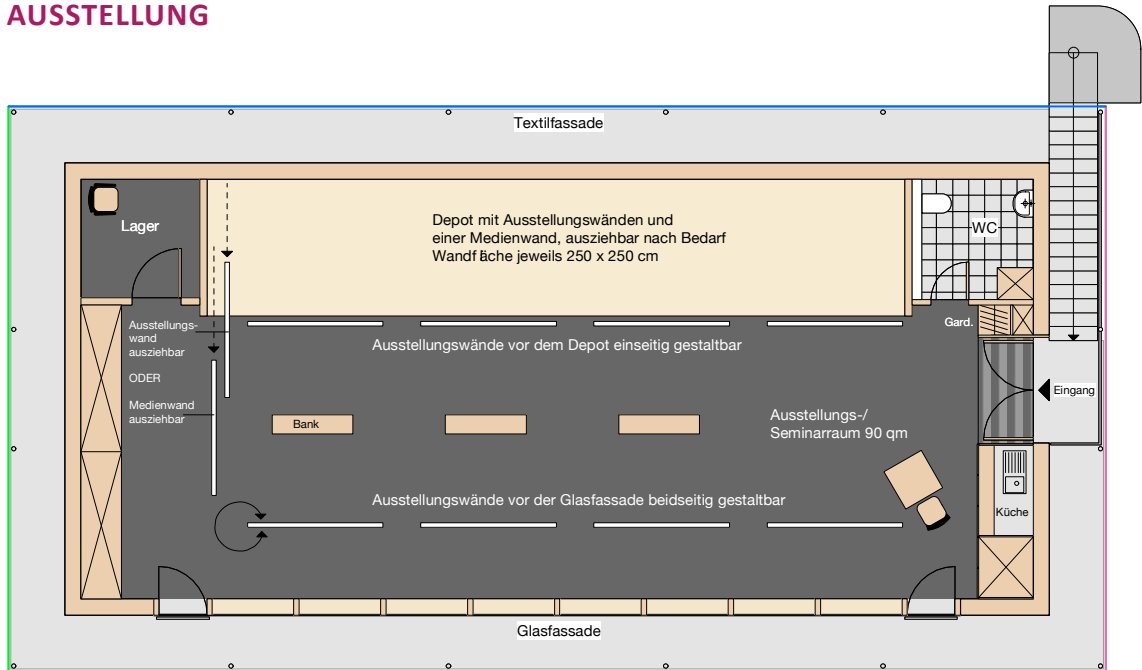 AUSSTELLUNG
Textilfassade
Lager
Depot mit Ausstellungswänden und
einer Medienwand, ausziehbar nach Bedarf
Wandfläche jeweils 250 x 250 cm
WC
Ausstellungs-
wand
ausziehbar
ODER
Medienwand
ausziehbar
Gard.
Ausstellungswände vor dem Depot einseitig gestaltbar
Eingang
Bank
Ausstellungs-/
Seminarraum 90 qm
Ausstellungswände vor der Glasfassade beidseitig gestaltbar
Küche
Glasfassade